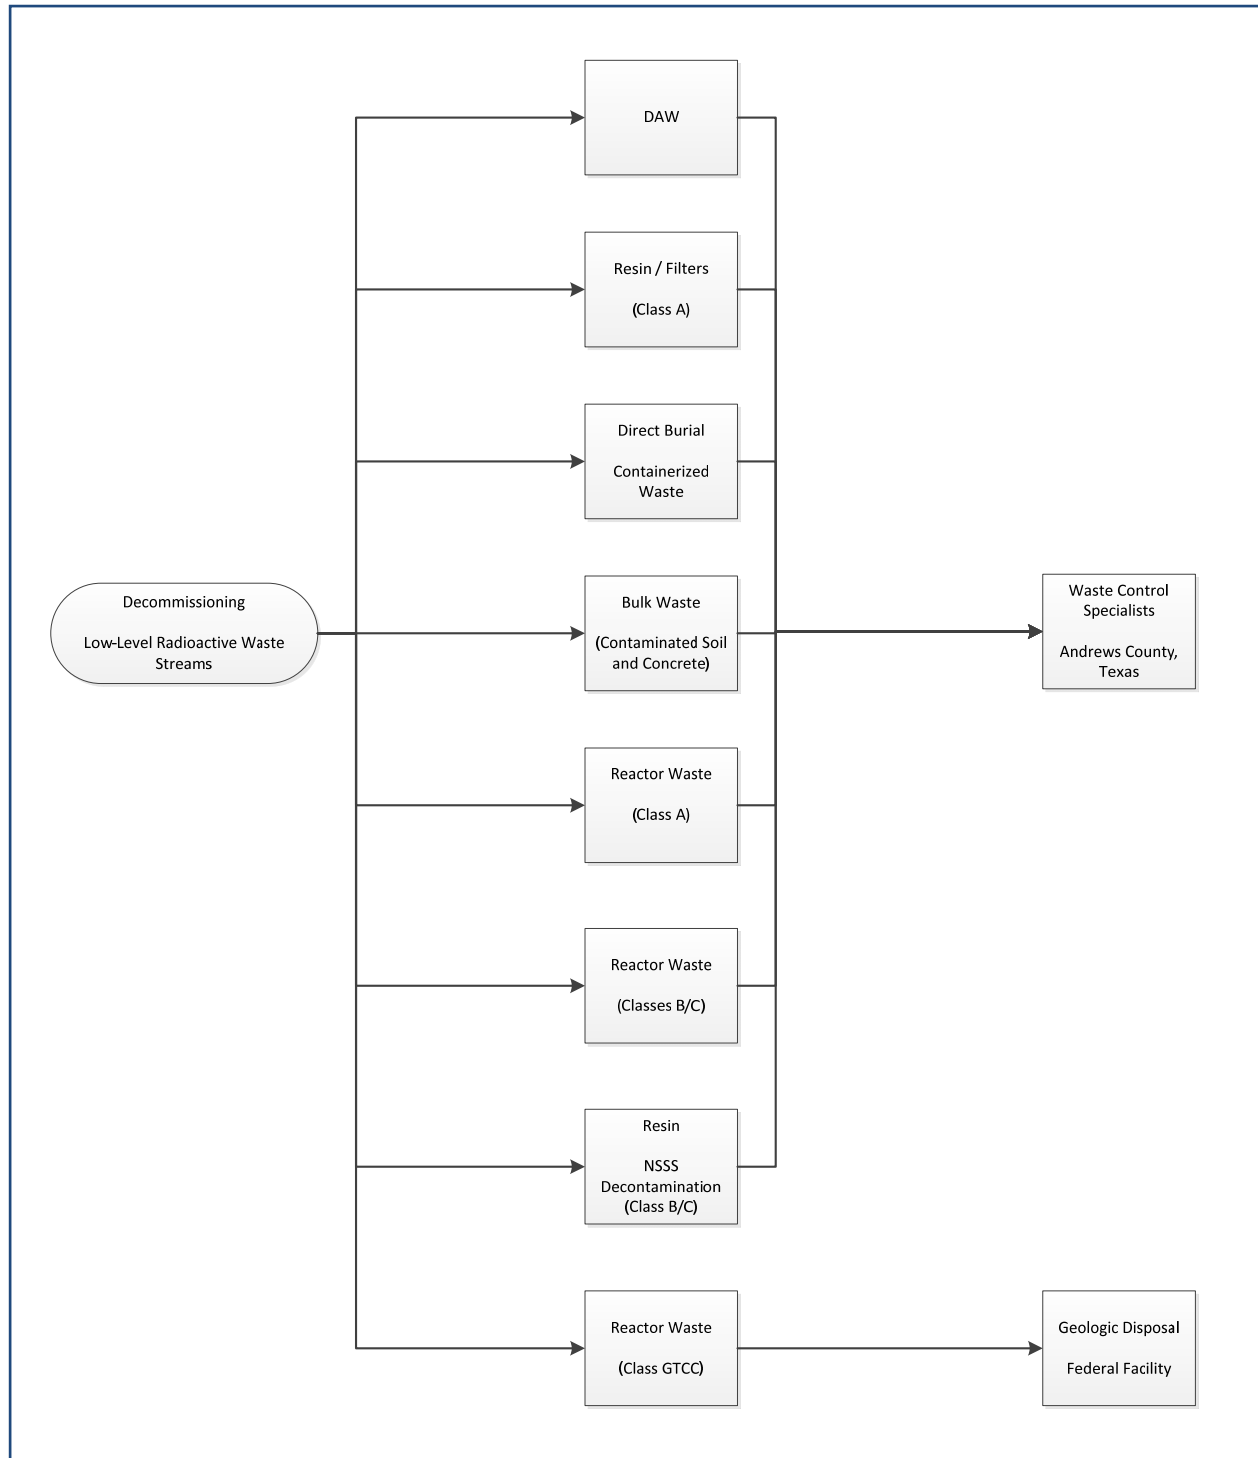 DAW
Resin / Filters
(Class A)
Direct Burial
Containerized
Waste
Decommissioning
Low-Level Radioactive Waste
Streams
Bulk Waste
(Contaminated Soil
and Concrete)
Waste Control
Specialists
Andrews County,
Texas
Reactor Waste
(Class A)
Reactor Waste
(Classes B/C)
Resin
NSSS
Decontamination
(Class B/C)
Reactor Waste
(Class GTCC)
Geologic Disposal
Federal Facility